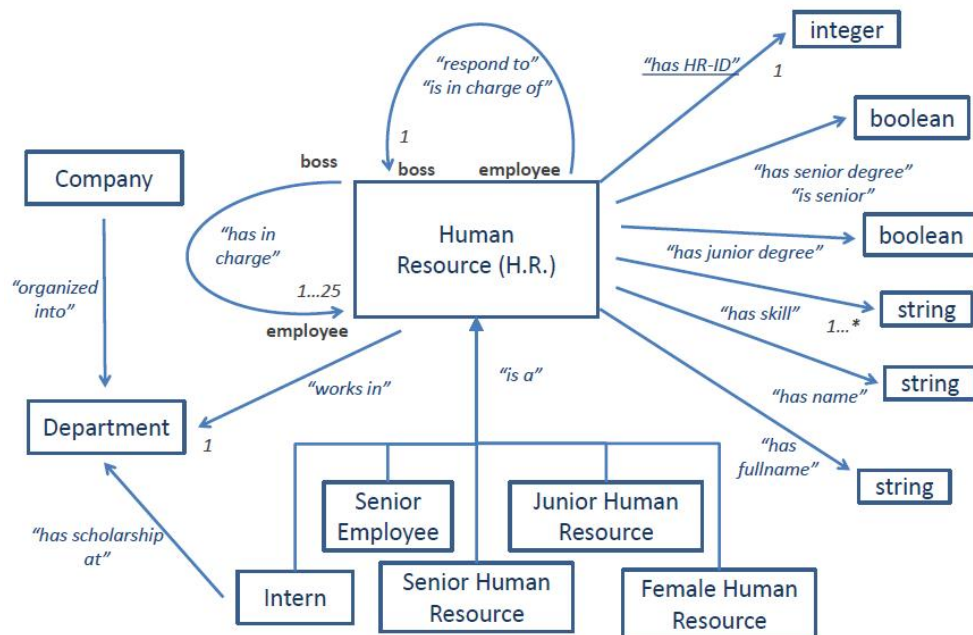 integer
“respond to”
“is in charge of”
“has HR-ID”
1
boolean
1
boss
boss
employee
Company
“has senior degree”
“is senior”
Human
Resource (H.R.)
“has in
charge”
boolean
“has junior degree”
“organized
into”
1...25
employee
string
“has skill”
1...*
“is a”
string
“works in”
“has name”
Department
1
“has
fullname”
string
Senior
Employee
Junior Human
Resource
“has scholarship
at”
Intern
Senior Human
Resource
Female Human
Resource